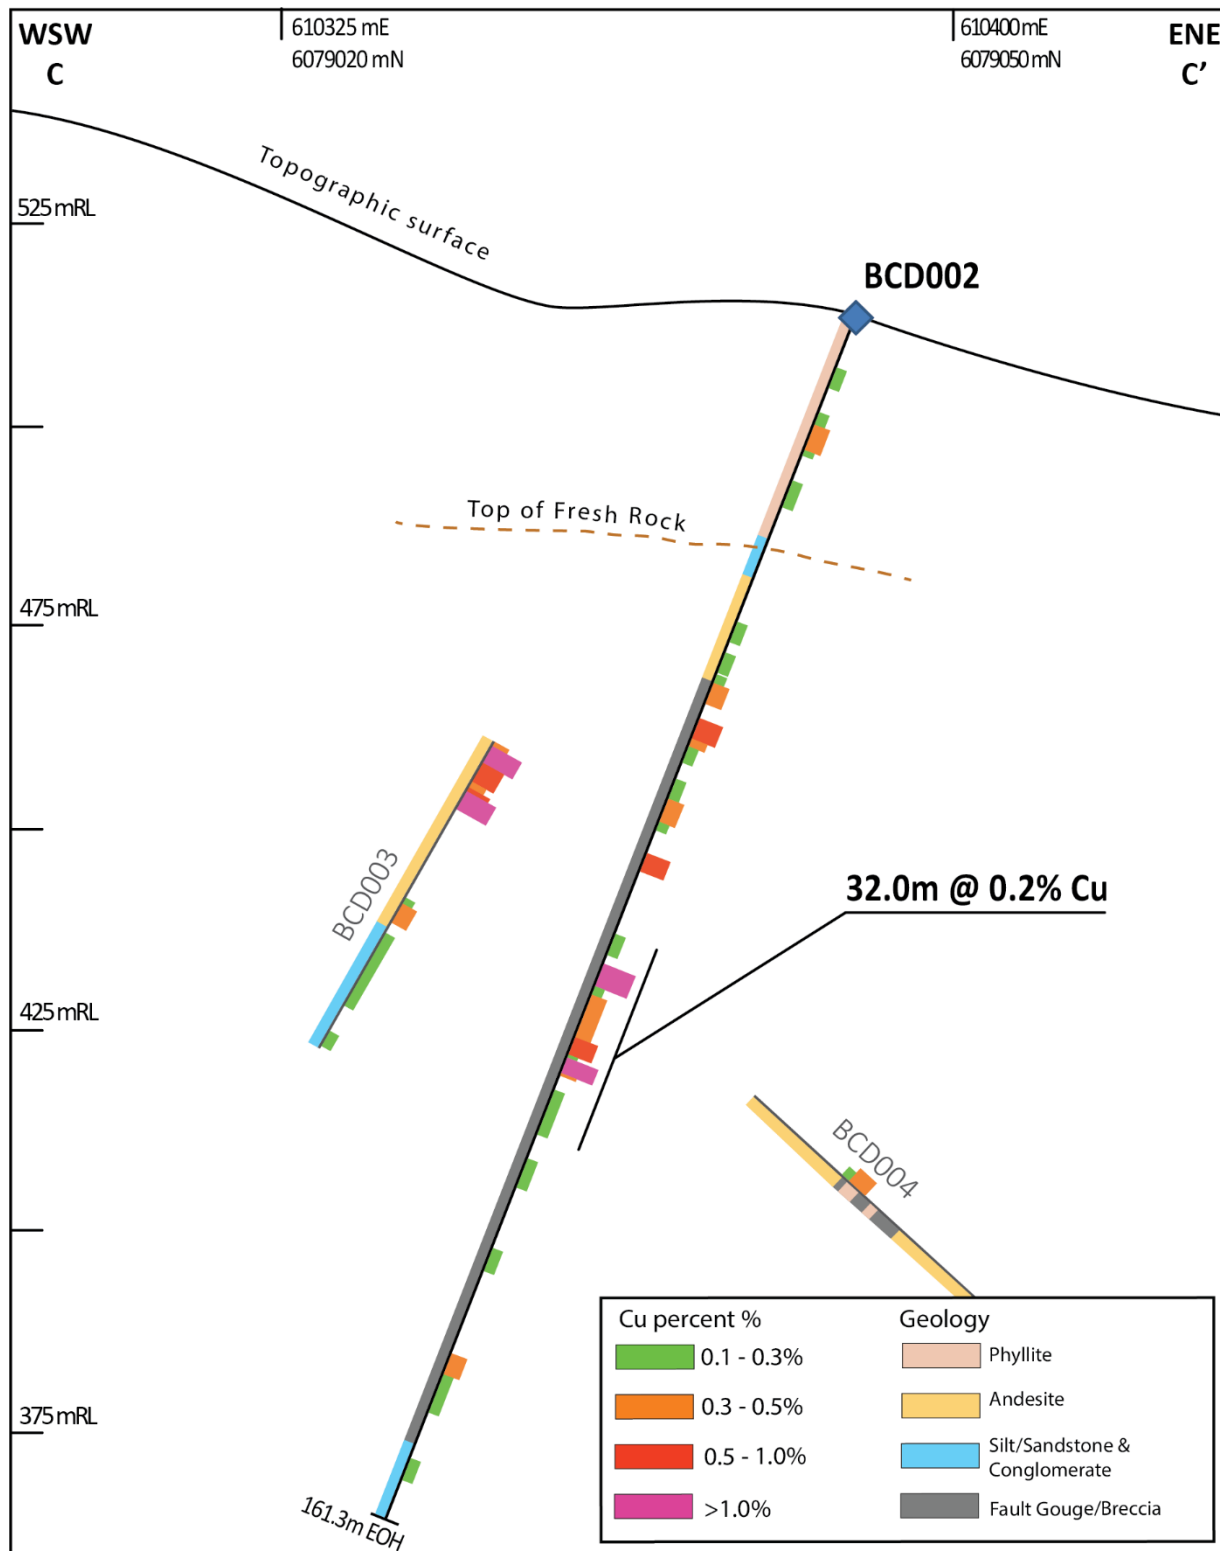 WSW
C
610325 mE
6079020 mN
610400 mE
6079050 mN
ENE
C’
Topographic surface
525 mRL
BCD002
Top of Fresh Rock
475 mRL
BCD003
32.0m @ 0.2% Cu
425 mRL
BCD004
375 mRL
161.3m EOH
Cu percent %
0.1 - 0.3%
0.3 - 0.5%
0.5 - 1.0%
>1.0%
Geology
Phyllite
Andesite
Silt/Sandstone &
Conglomerate
Fault Gouge/Breccia